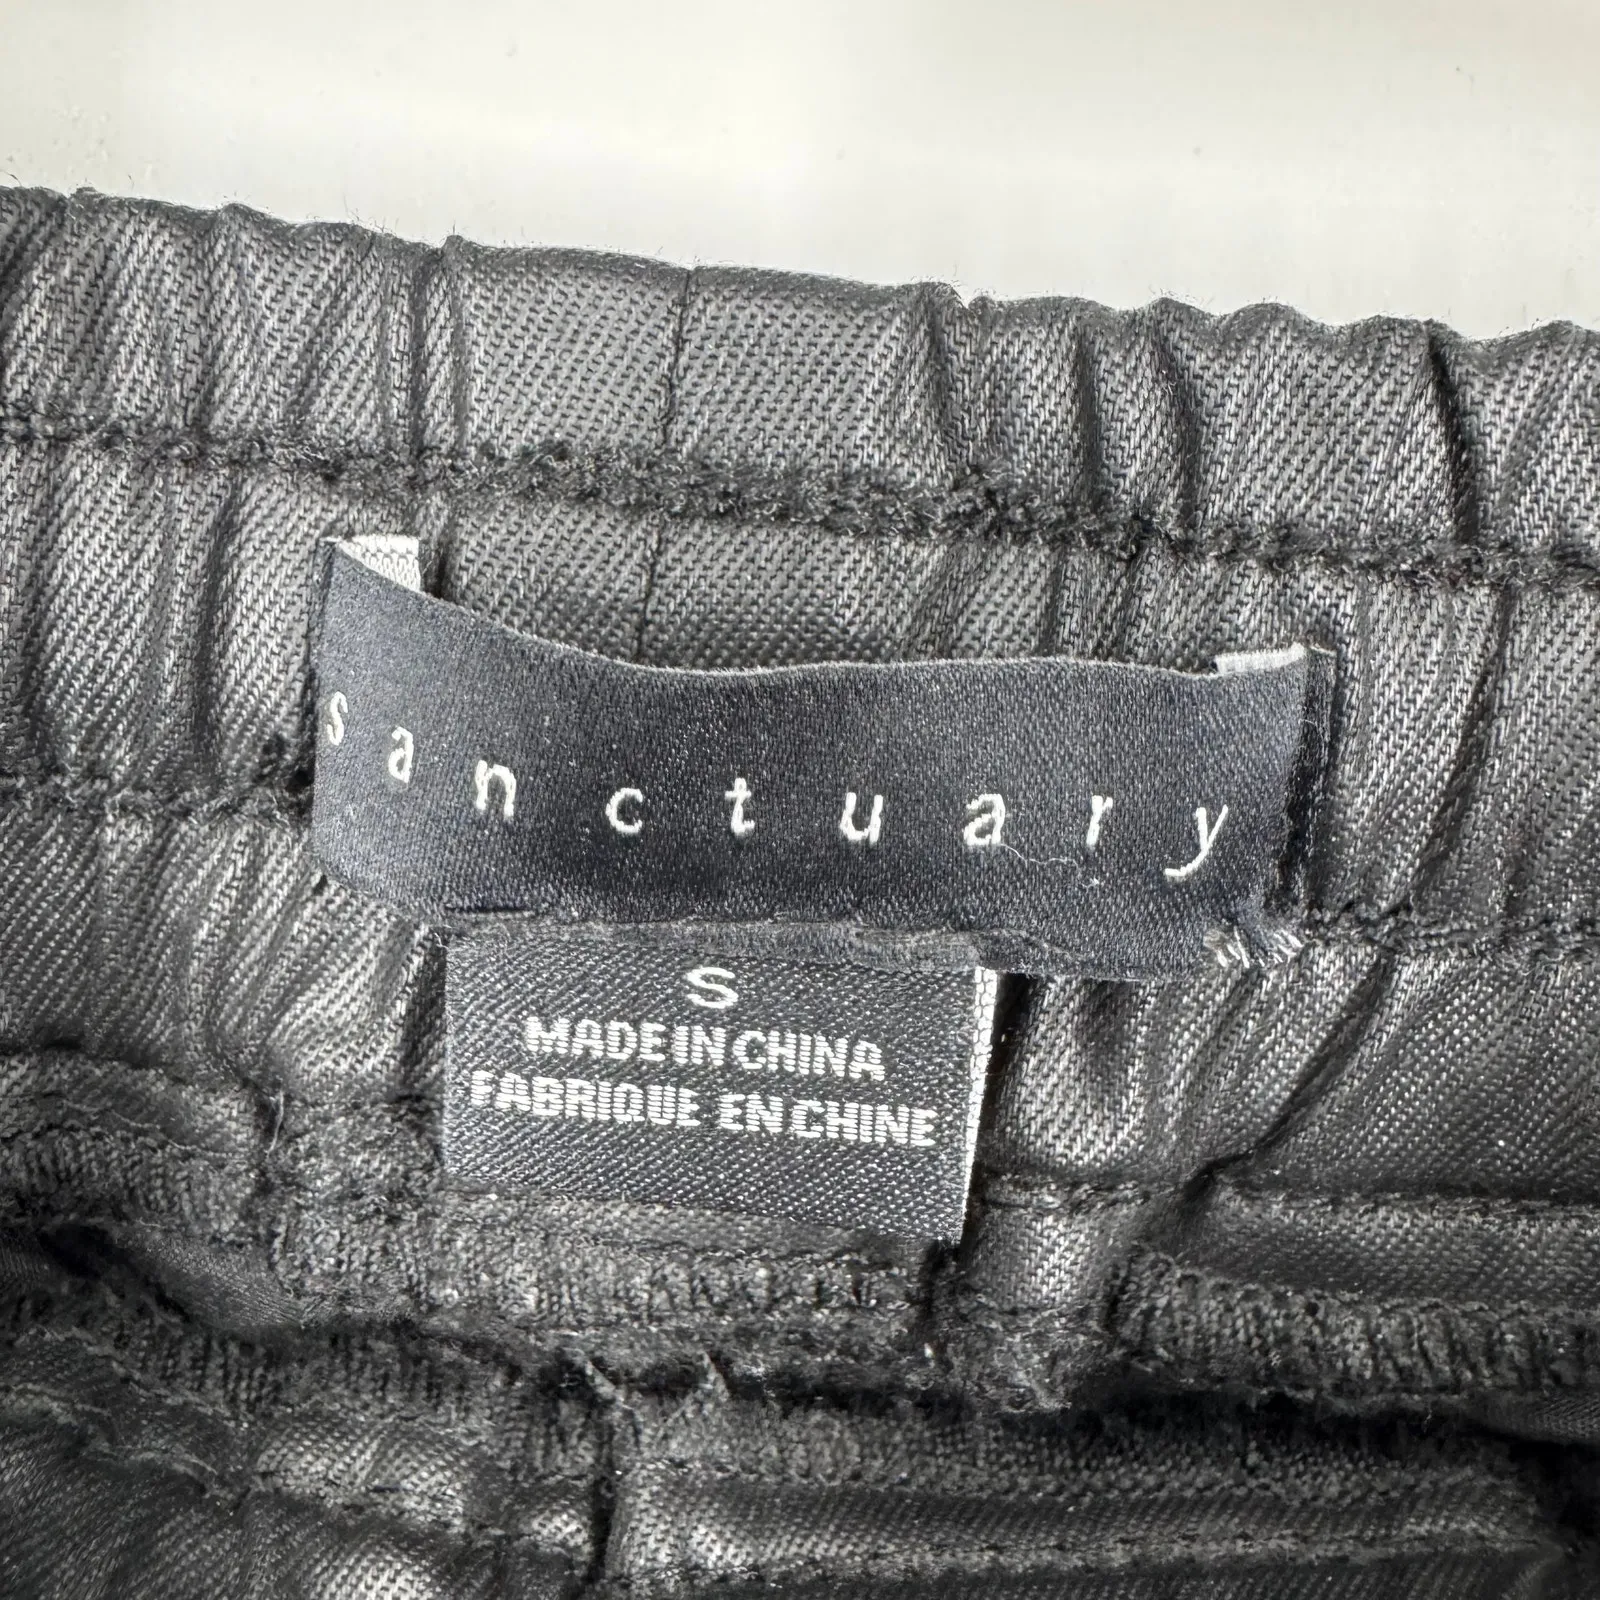 sanctuary
S
MADE IN CHINA
FABRIQUE EN CHINE